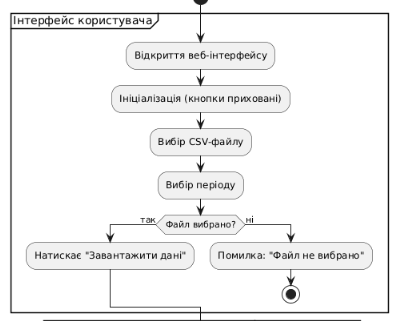 Інтерфейс користувача
Відкриття веб-інтерфейсу
Ініціалізація (кнопки приховані)
Вибір CSV-файлу
Вибір періоду
так
Файл вибрано?
ні
Натискає "Завантажити дані"
Помилка: "Файл не вибрано"